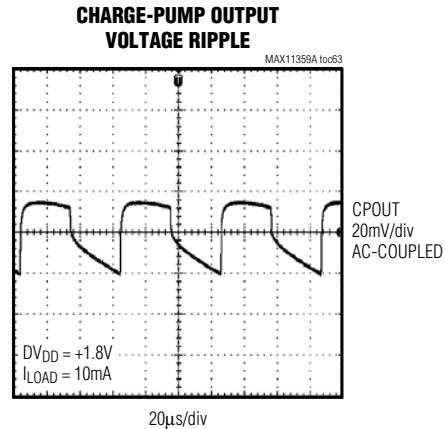 CHARGE-PUMP OUTPUT
VOLTAGE RIPPLE
MAX11359A toc63
T
CPOUT
20mV/div
AC-COUPLED
DVDD = +1.8V
ILOAD = 10mA
20µs/div